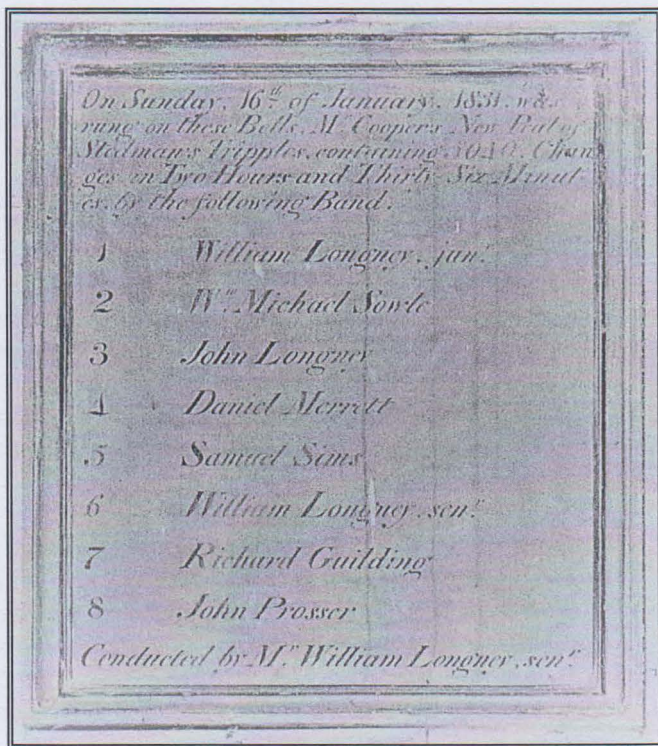 On Sunday, 16th of January, 1831, was
rung on these Bells, Mr Cooper's New Peal of
Stedman's Tripples, containing 5040 Chan
ges in Two Hours and Thirty Six Minut
es, by the following Band.
1 William Longney, junr
2 Wm Michael Sowle
3 John Longney
4 Daniel Merrett
5 Samuel Sims
6 William Longney, senr
7 Richard Guilding
8 John Prosser
Conducted by Mr William Longney, senr